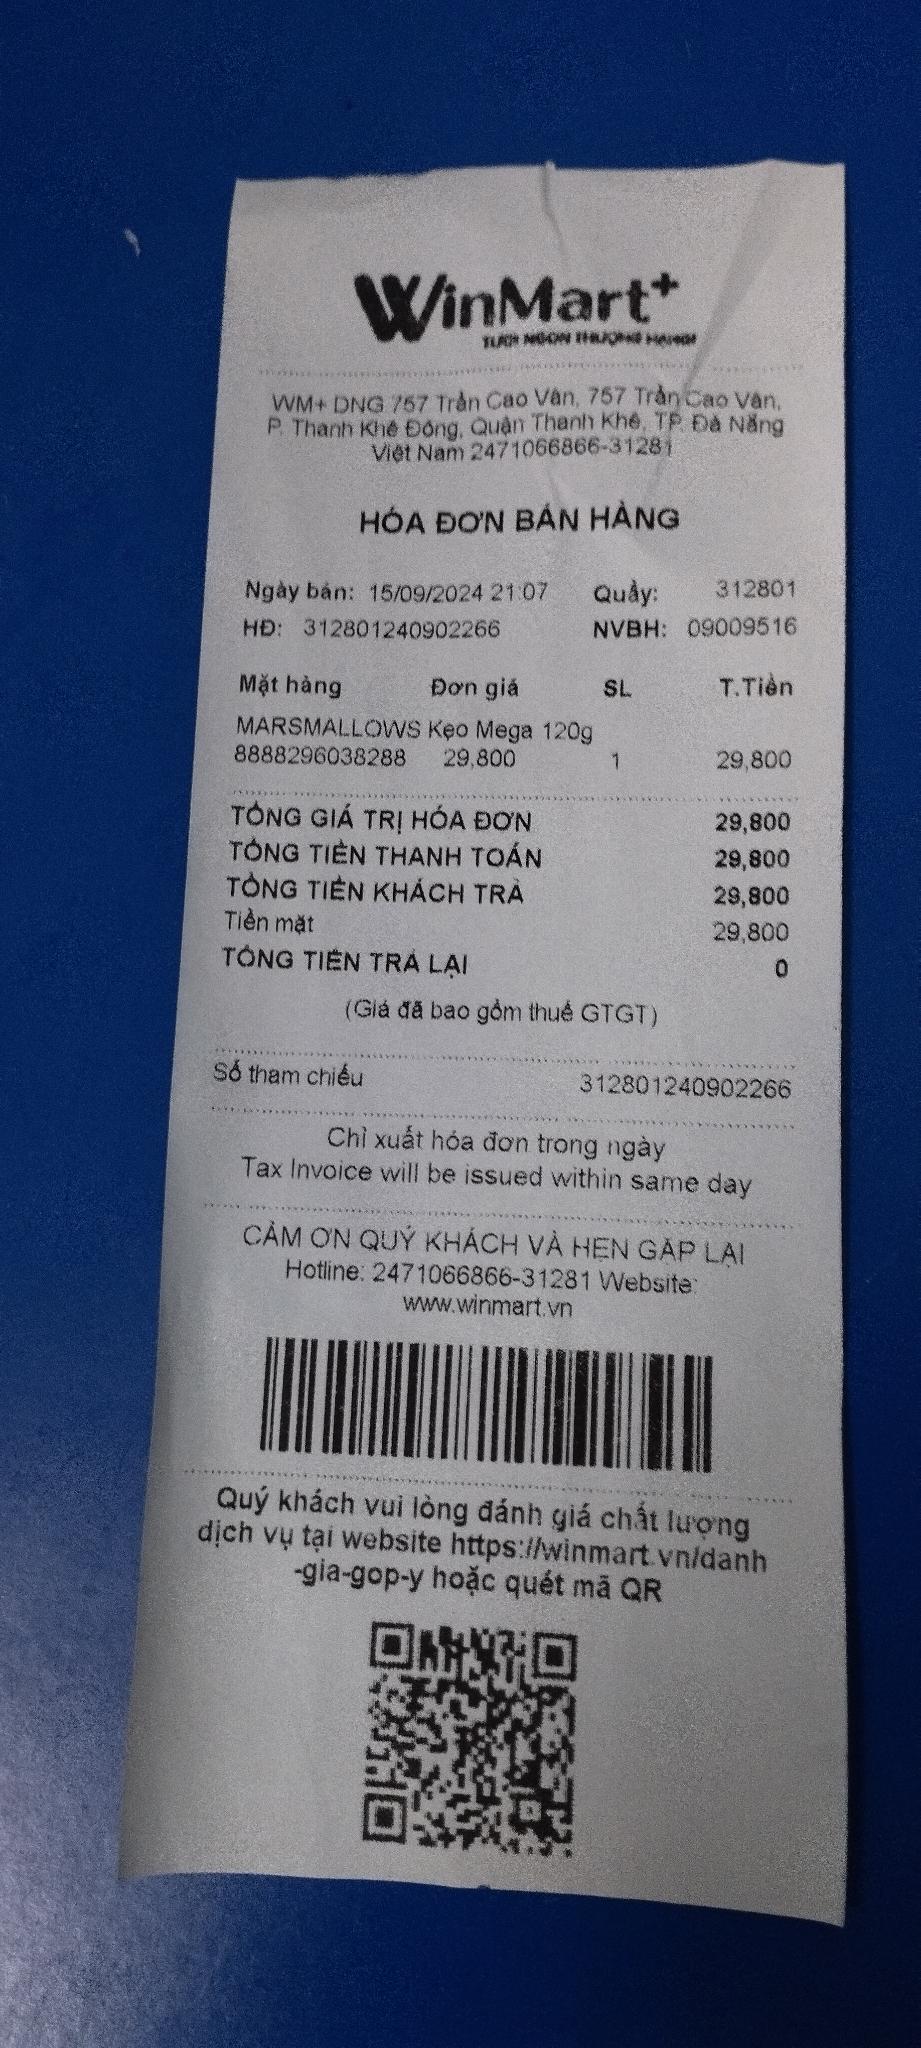 WinMart+
TƯƠI NGON THƯỢNG HẠNG
WM+ DNG 757 Trần Cao Vân, 757 Trần Cao Vân,
P. Thanh Khê Đông, Quận Thanh Khê, TP. Đà Nẵng
Việt Nam 2471066866-31281
HÓA ĐƠN BÁN HÀNG
Ngày bán: 15/09/2024 21:07 Quầy: 312801
HĐ: 312801240902266 NVBH: 09009516
Mặt hàng Đơn giá SL T.Tiền
MARSMALLOWS Kẹo Mega 120g
8888296038288 29,800 1 29,800
TỔNG GIÁ TRỊ HÓA ĐƠN 29,800
TỔNG TIỀN THANH TOÁN 29,800
TỔNG TIỀN KHÁCH TRẢ 29,800
Tiền mặt 29,800
TỔNG TIỀN TRẢ LẠI 0
(Giá đã bao gồm thuế GTGT)
Số tham chiếu 312801240902266
Chỉ xuất hóa đơn trong ngày
Tax Invoice will be issued within same day
CẢM ƠN QUÝ KHÁCH VÀ HẸN GẶP LẠI
Hotline: 2471066866-31281 Website:
www.winmart.vn
Quý khách vui lòng đánh giá chất lượng
dịch vụ tại website https://winmart.vn/danh
-gia-gop-y hoặc quét mã QR